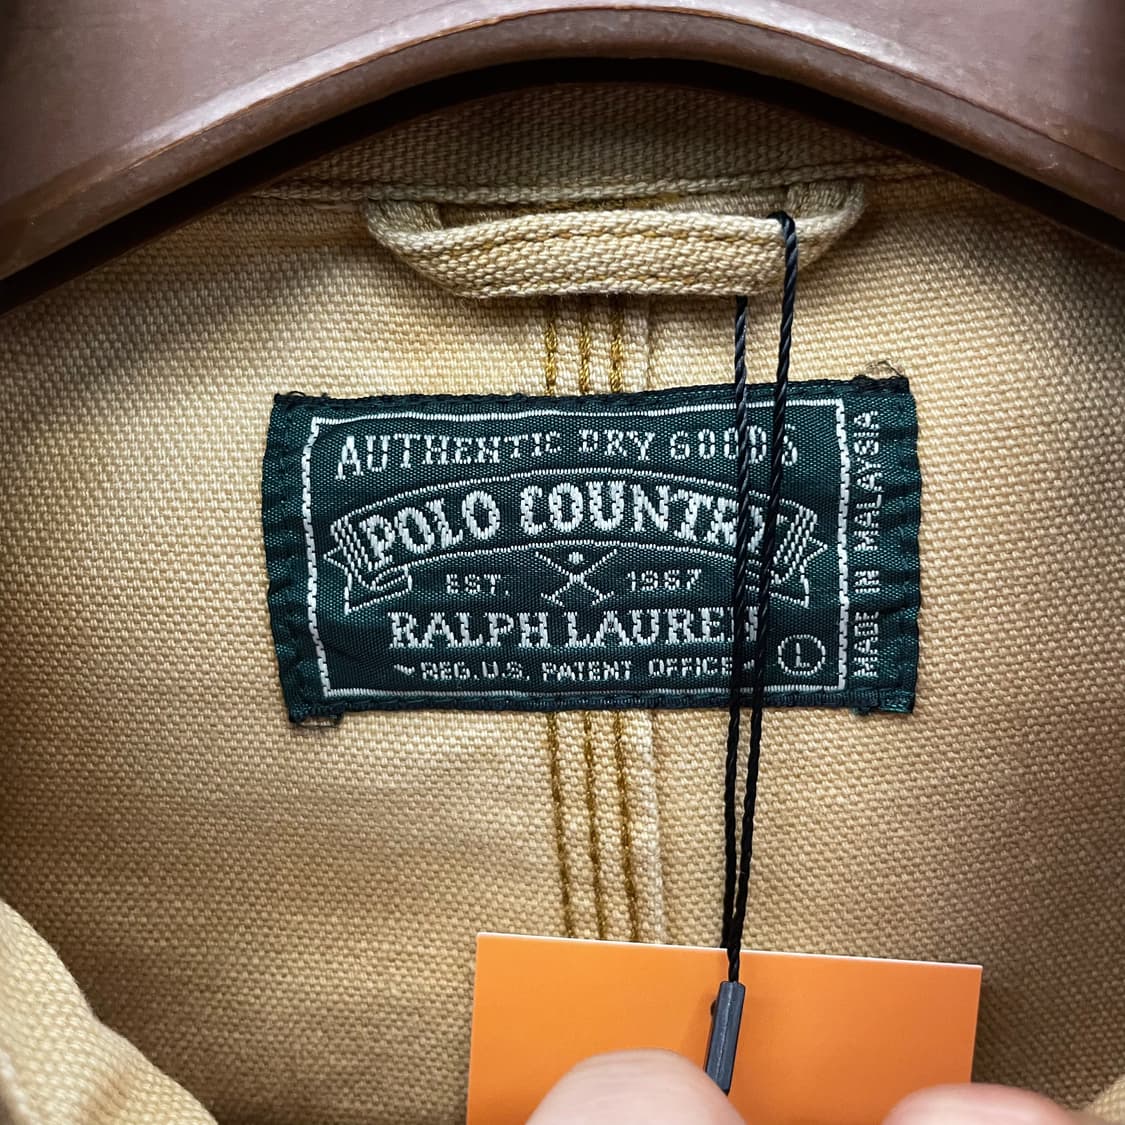 AUTHENTIC DRY GOODS
POLO COUNTRY
EST. 1967
RALPH LAUREN
REG. U.S. PATENT OFFICE
L
MADE IN MALAYSIA